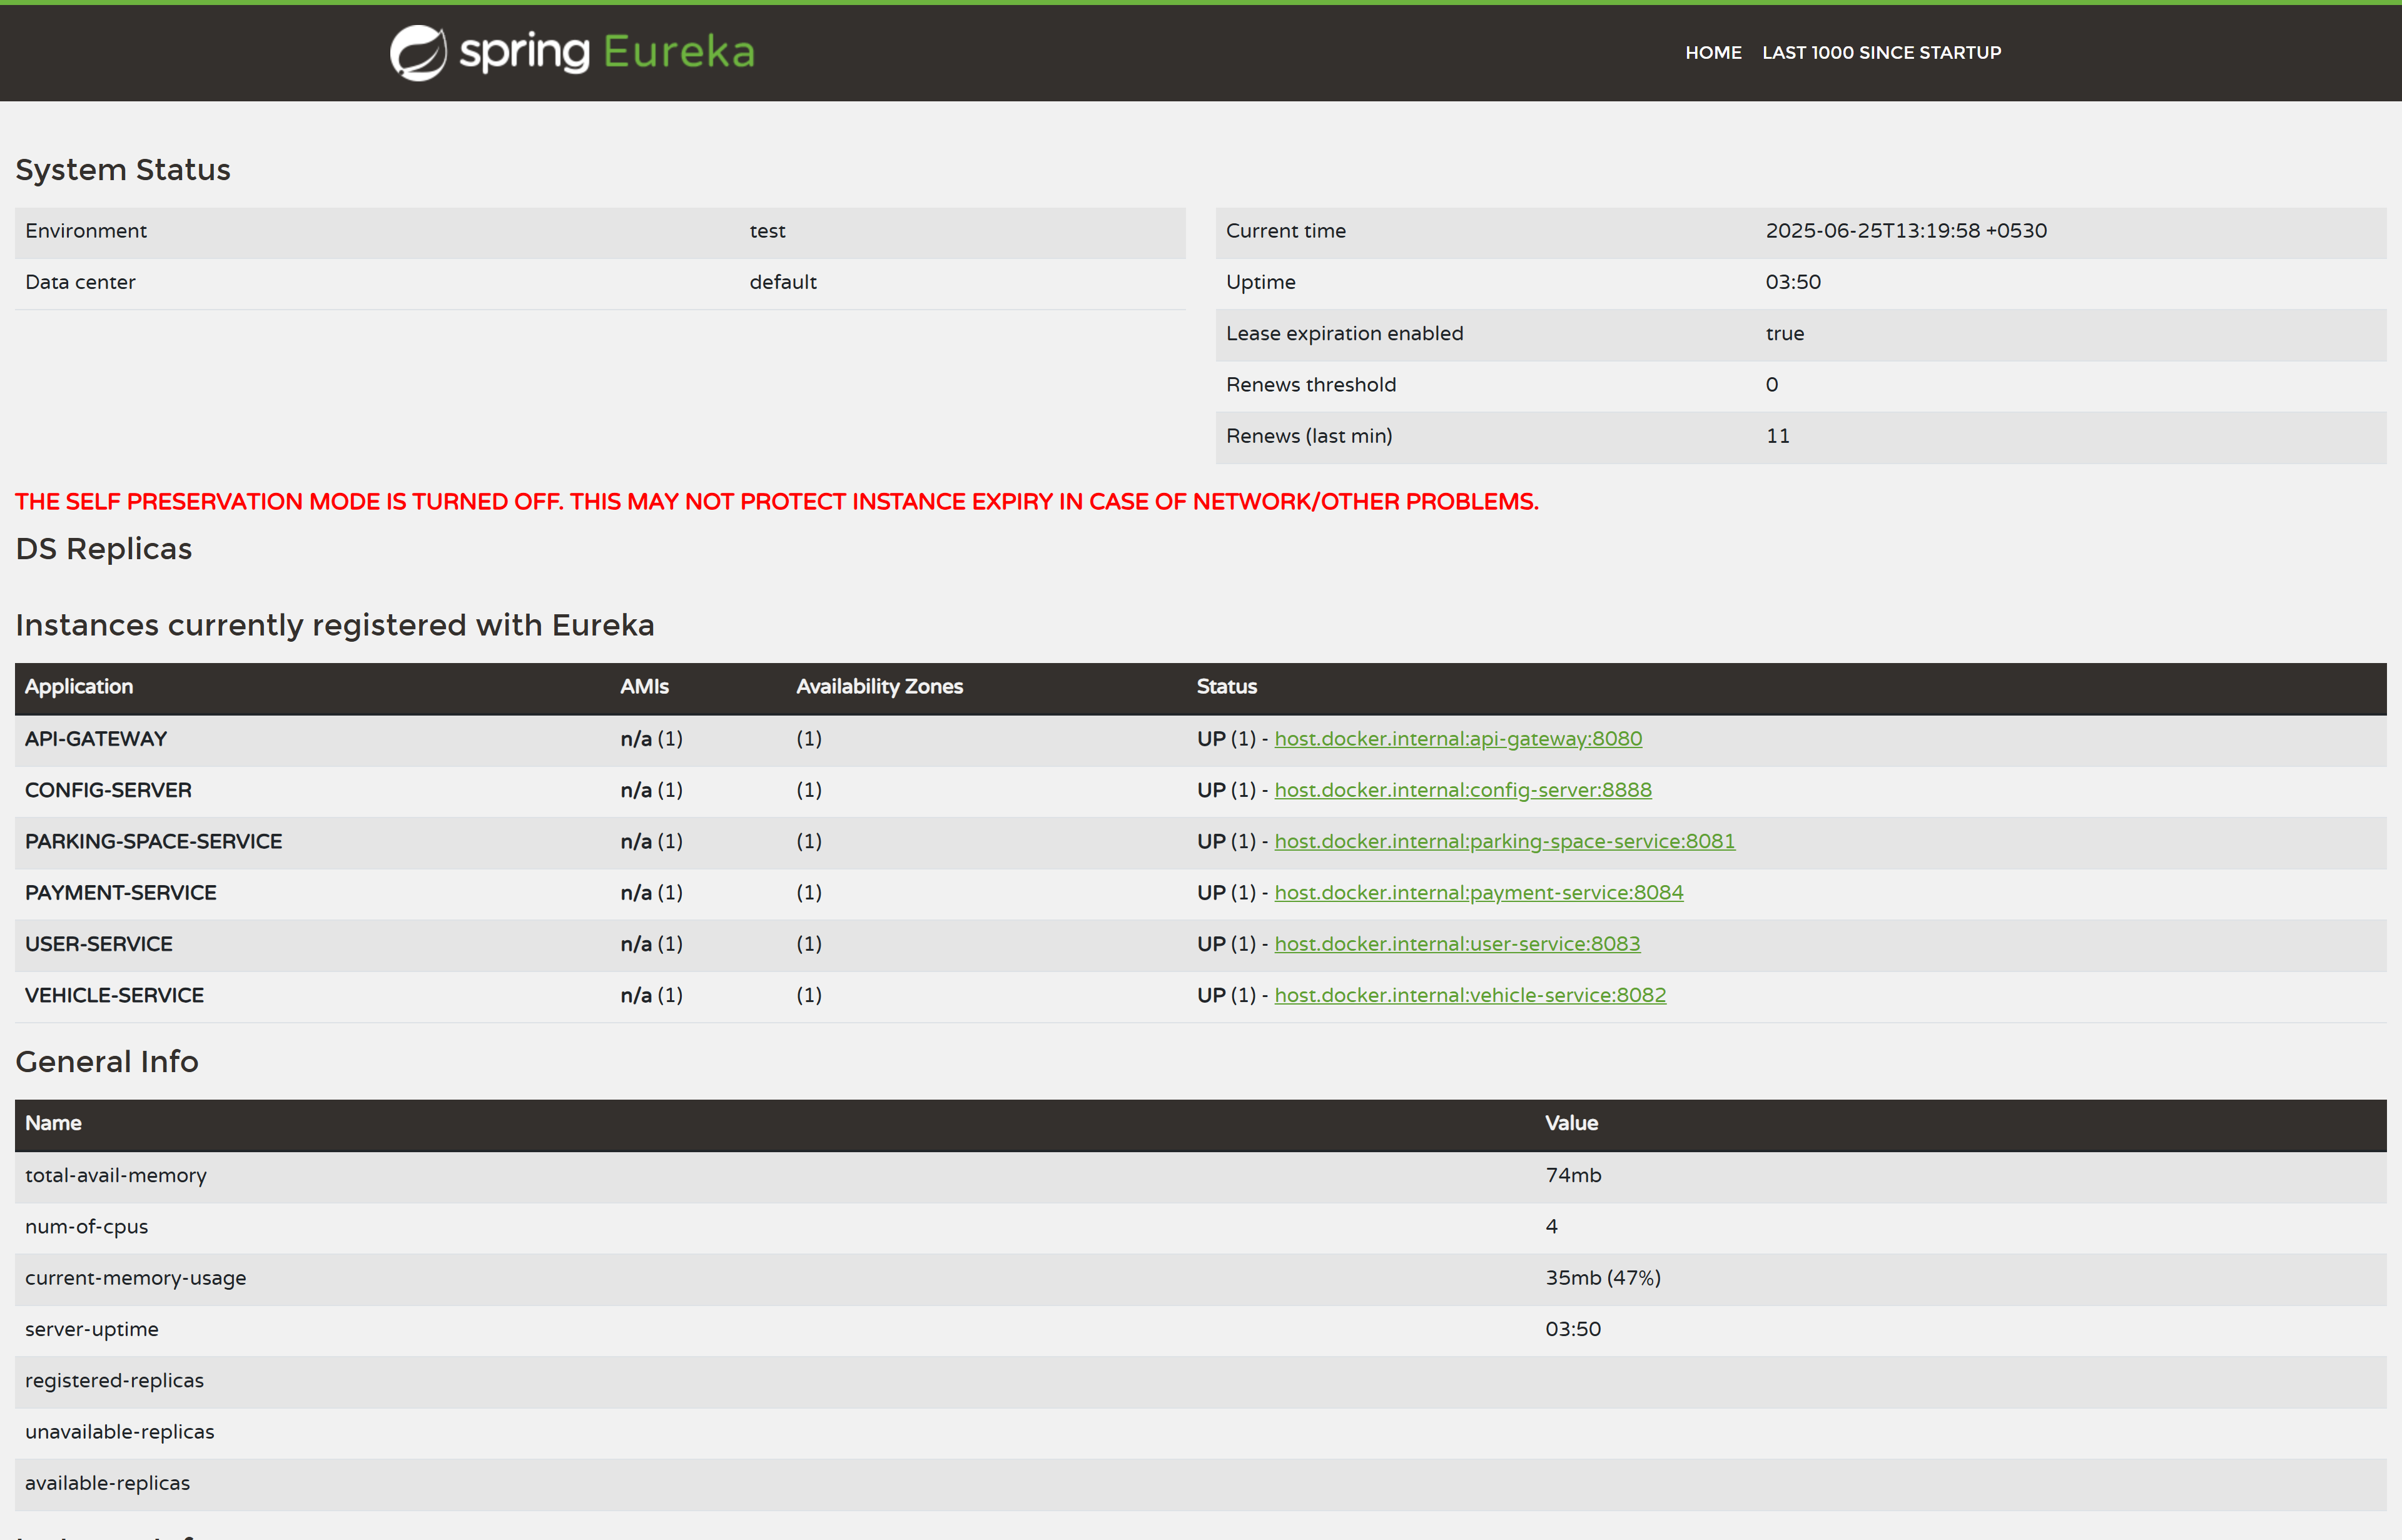 spring Eureka
HOME LAST 1000 SINCE STARTUP
System Status
Environment test
Data center default
Current time 2025-06-25T13:19:58 +0530
Uptime 03:50
Lease expiration enabled true
Renews threshold 0
Renews (last min) 11
THE SELF PRESERVATION MODE IS TURNED OFF. THIS MAY NOT PROTECT INSTANCE EXPIRY IN CASE OF NETWORK/OTHER PROBLEMS.
DS Replicas
Instances currently registered with Eureka
Application AMIs Availability Zones Status
API-GATEWAY n/a (1) (1) UP (1) - host.docker.internal:api-gateway:8080
CONFIG-SERVER n/a (1) (1) UP (1) - host.docker.internal:config-server:8888
PARKING-SPACE-SERVICE n/a (1) (1) UP (1) - host.docker.internal:parking-space-service:8081
PAYMENT-SERVICE n/a (1) (1) UP (1) - host.docker.internal:payment-service:8084
USER-SERVICE n/a (1) (1) UP (1) - host.docker.internal:user-service:8083
VEHICLE-SERVICE n/a (1) (1) UP (1) - host.docker.internal:vehicle-service:8082
General Info
Name Value
total-avail-memory 74mb
num-of-cpus 4
current-memory-usage 35mb (47%)
server-uptime 03:50
registered-replicas
unavailable-replicas
available-replicas